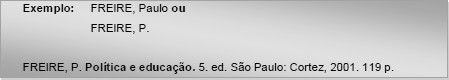 Exemplo: FREIRE, Paulo ou
FREIRE, P.
FREIRE, P. Política e educação. 5. ed. São Paulo: Cortez, 2001. 119 p.